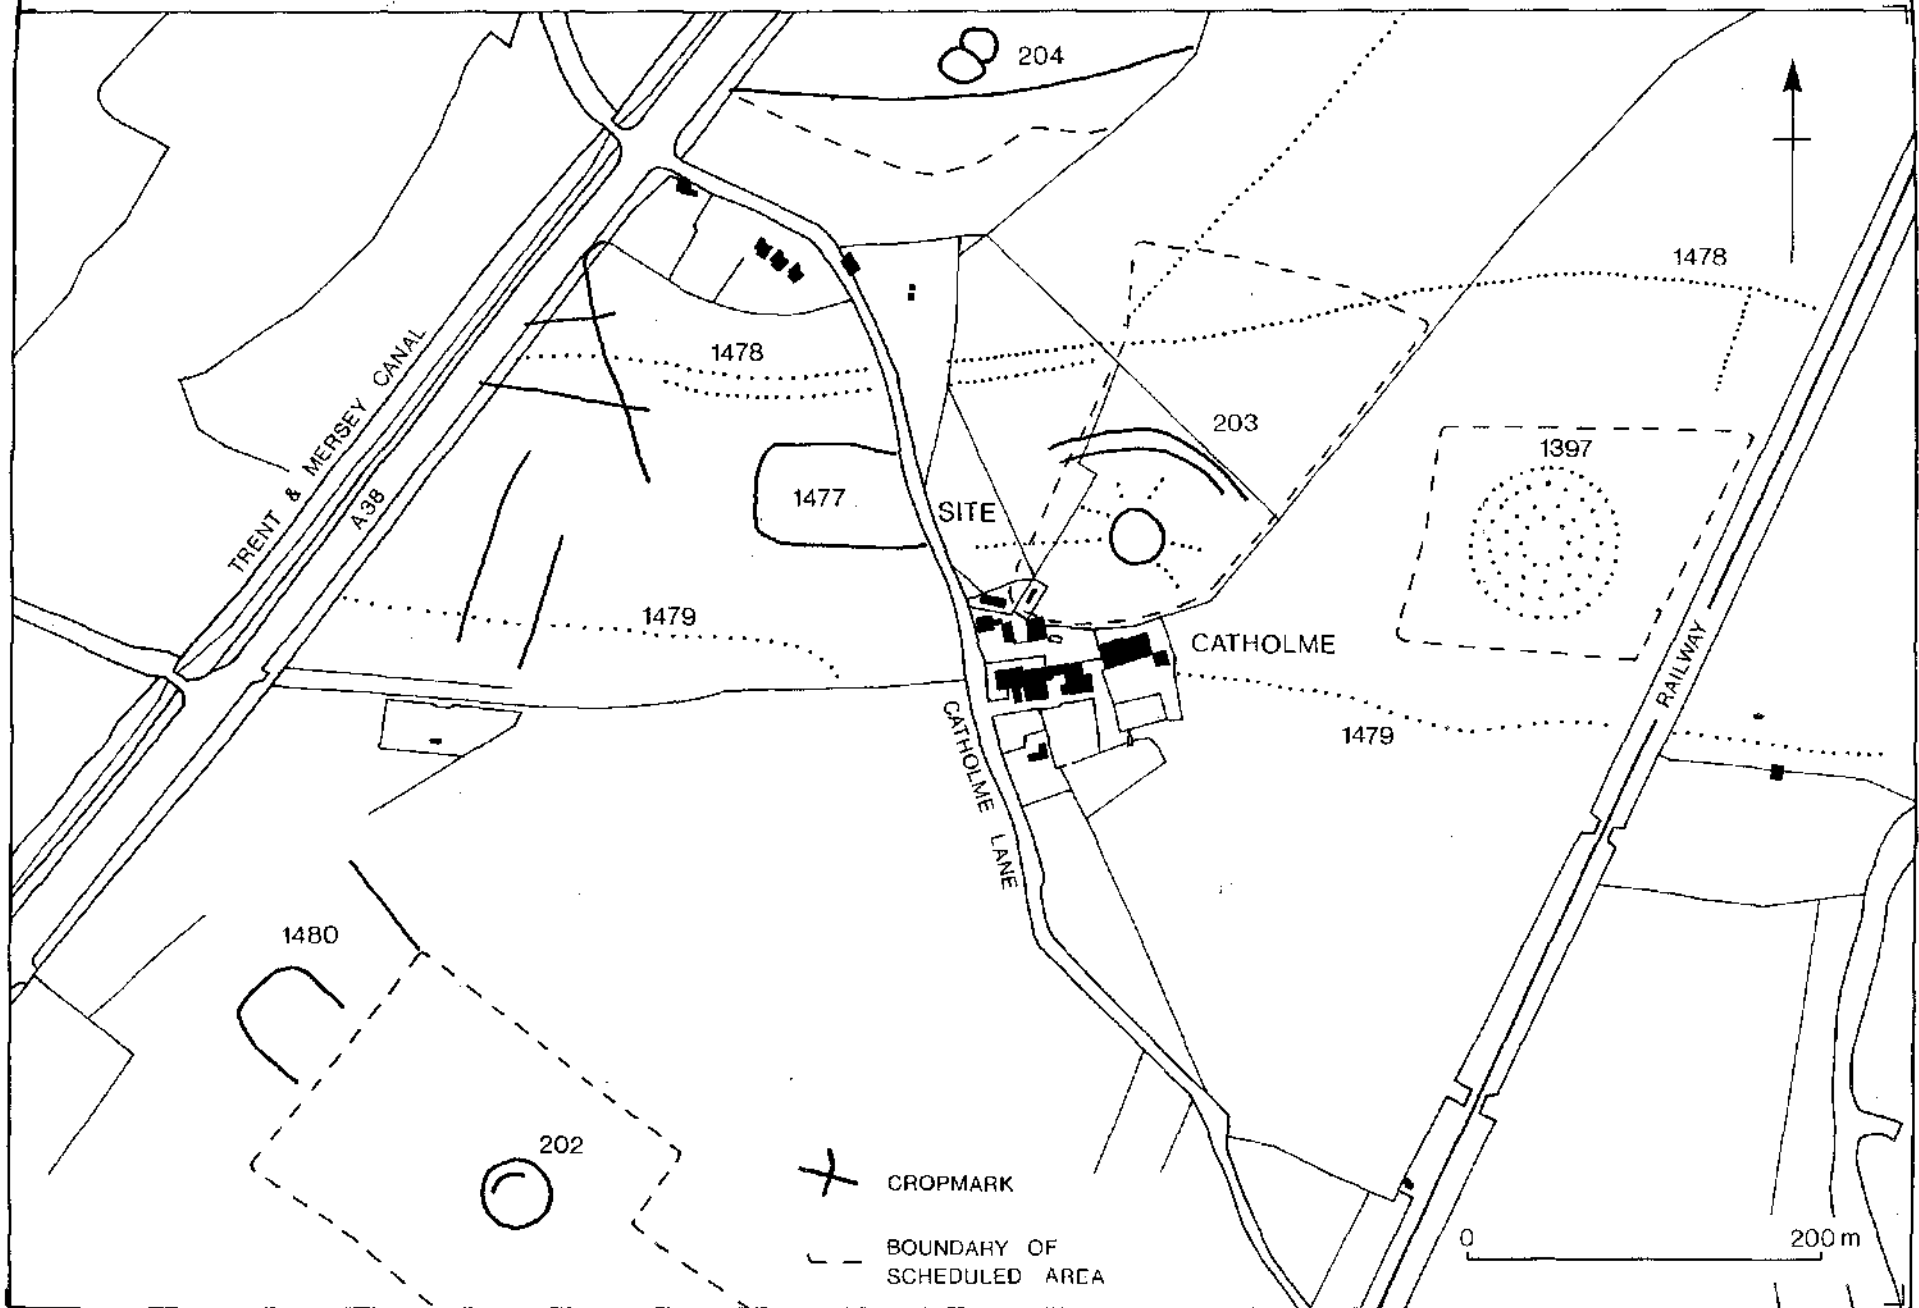 204
1478
1478
203
1397
TRENT & MERSEY CANAL
A38
1477
SITE
1479
CATHOLME
RAILWAY
1479
CATHOLME LANE
1480
202
CROPMARK
BOUNDARY OF
SCHEDULED AREA
0 200 m